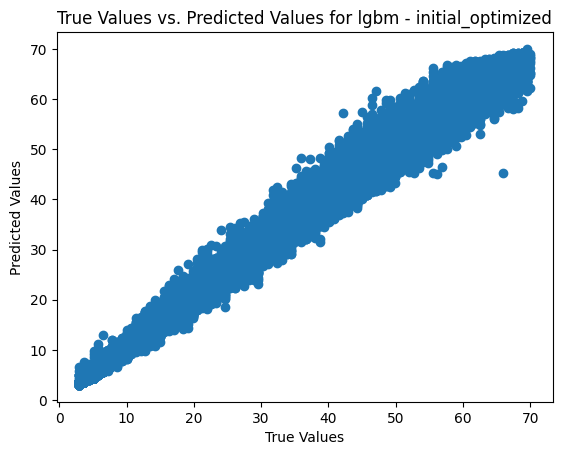 True Values vs. Predicted Values for lgbm - initial_optimized
70
60
50
40
30
20
10
0
Predicted Values
0 10 20 30 40 50 60 70
True Values